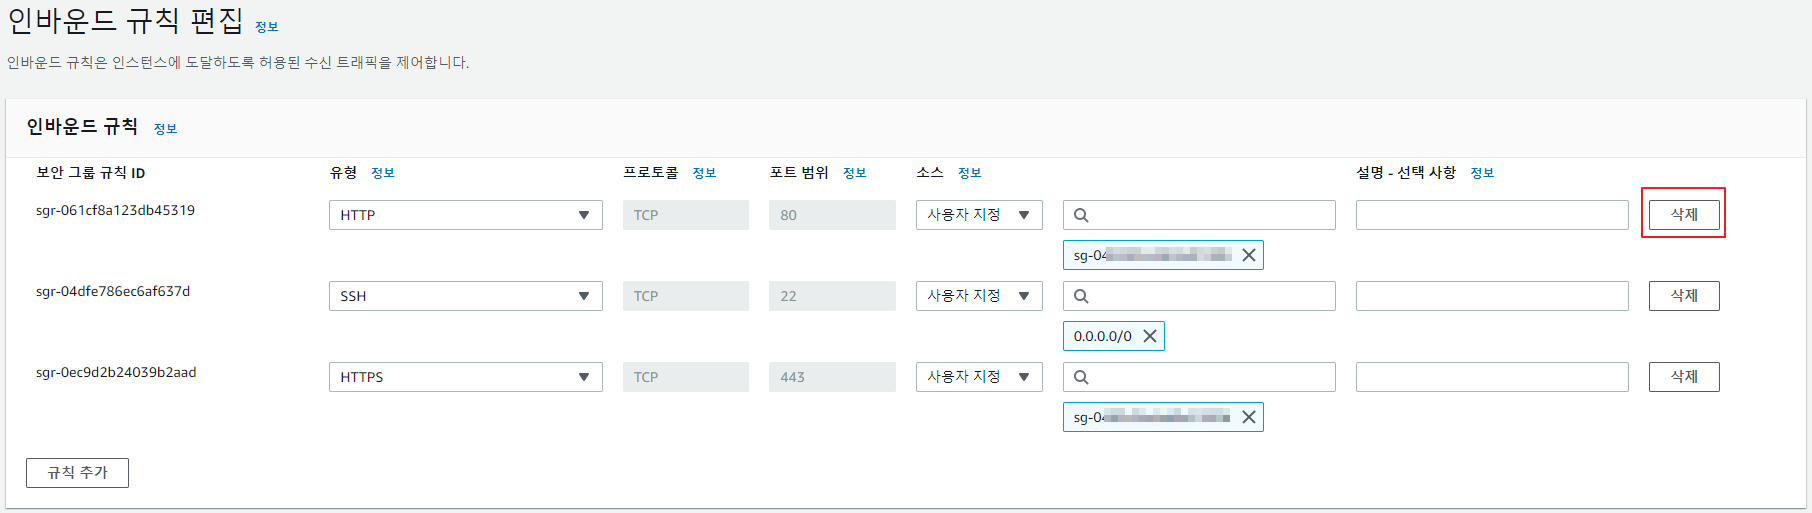 인바운드 규칙 편집 정보
인바운드 규칙은 인스턴스에 도달하도록 허용된 수신 트래픽을 제어합니다.
인바운드 규칙 정보
보안 그룹 규칙 ID 유형 정보 프로토콜 정보 포트 범위 정보 소스 정보 설명 - 선택 사항 정보
sgr-061cf8a123db45319 HTTP TCP 80 사용자 지정 삭제
sg-04
sgr-04dfe786ec6af637d SSH TCP 22 사용자 지정 삭제
0.0.0.0/0
sgr-0ec9d2b24039b2aad HTTPS TCP 443 사용자 지정 삭제
sg-04
규칙 추가